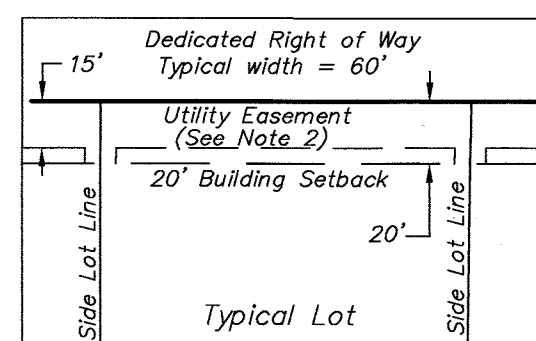 Dedicated Right of Way
15' Typical width = 60'
Utility Easement
(See Note 2)
20' Building Setback
20'
Side Lot Line
Side Lot Line
Typical Lot